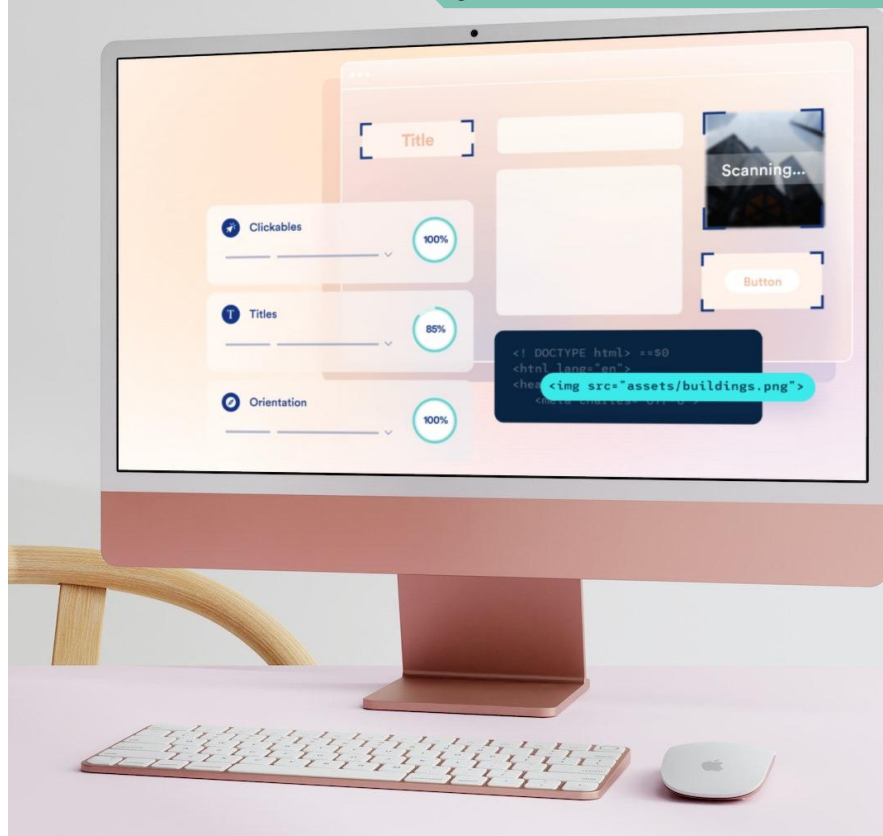 Title
Scanning...
Clickables
100%
Button
T Titles
85%
<! DOCTYPE html> ==$0
<html lang="en">
<hea
<img src="assets/buildings.png">
Orientation
100%